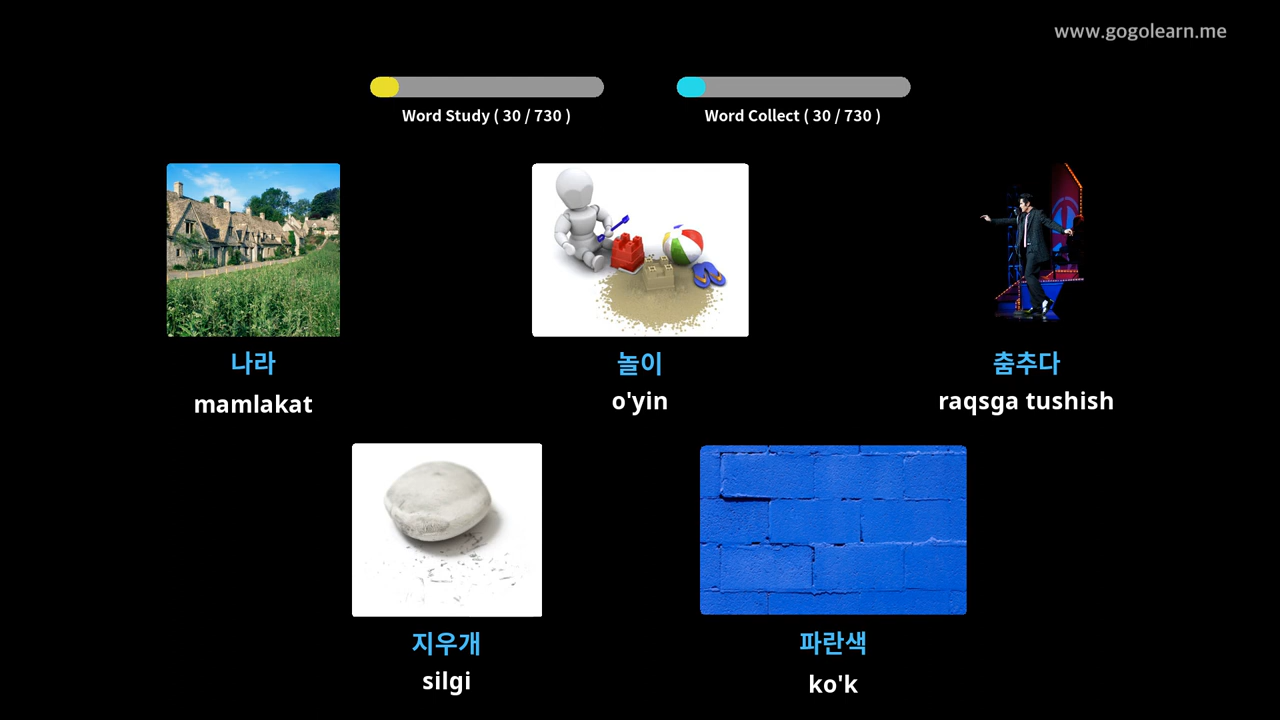 www.gogolearn.me
Word Study ( 30 / 730 )
Word Collect ( 30 / 730 )
나라
놀이
춤추다
mamlakat
o'yin
raqsga tushish
지우개
파란색
silgi
ko'k